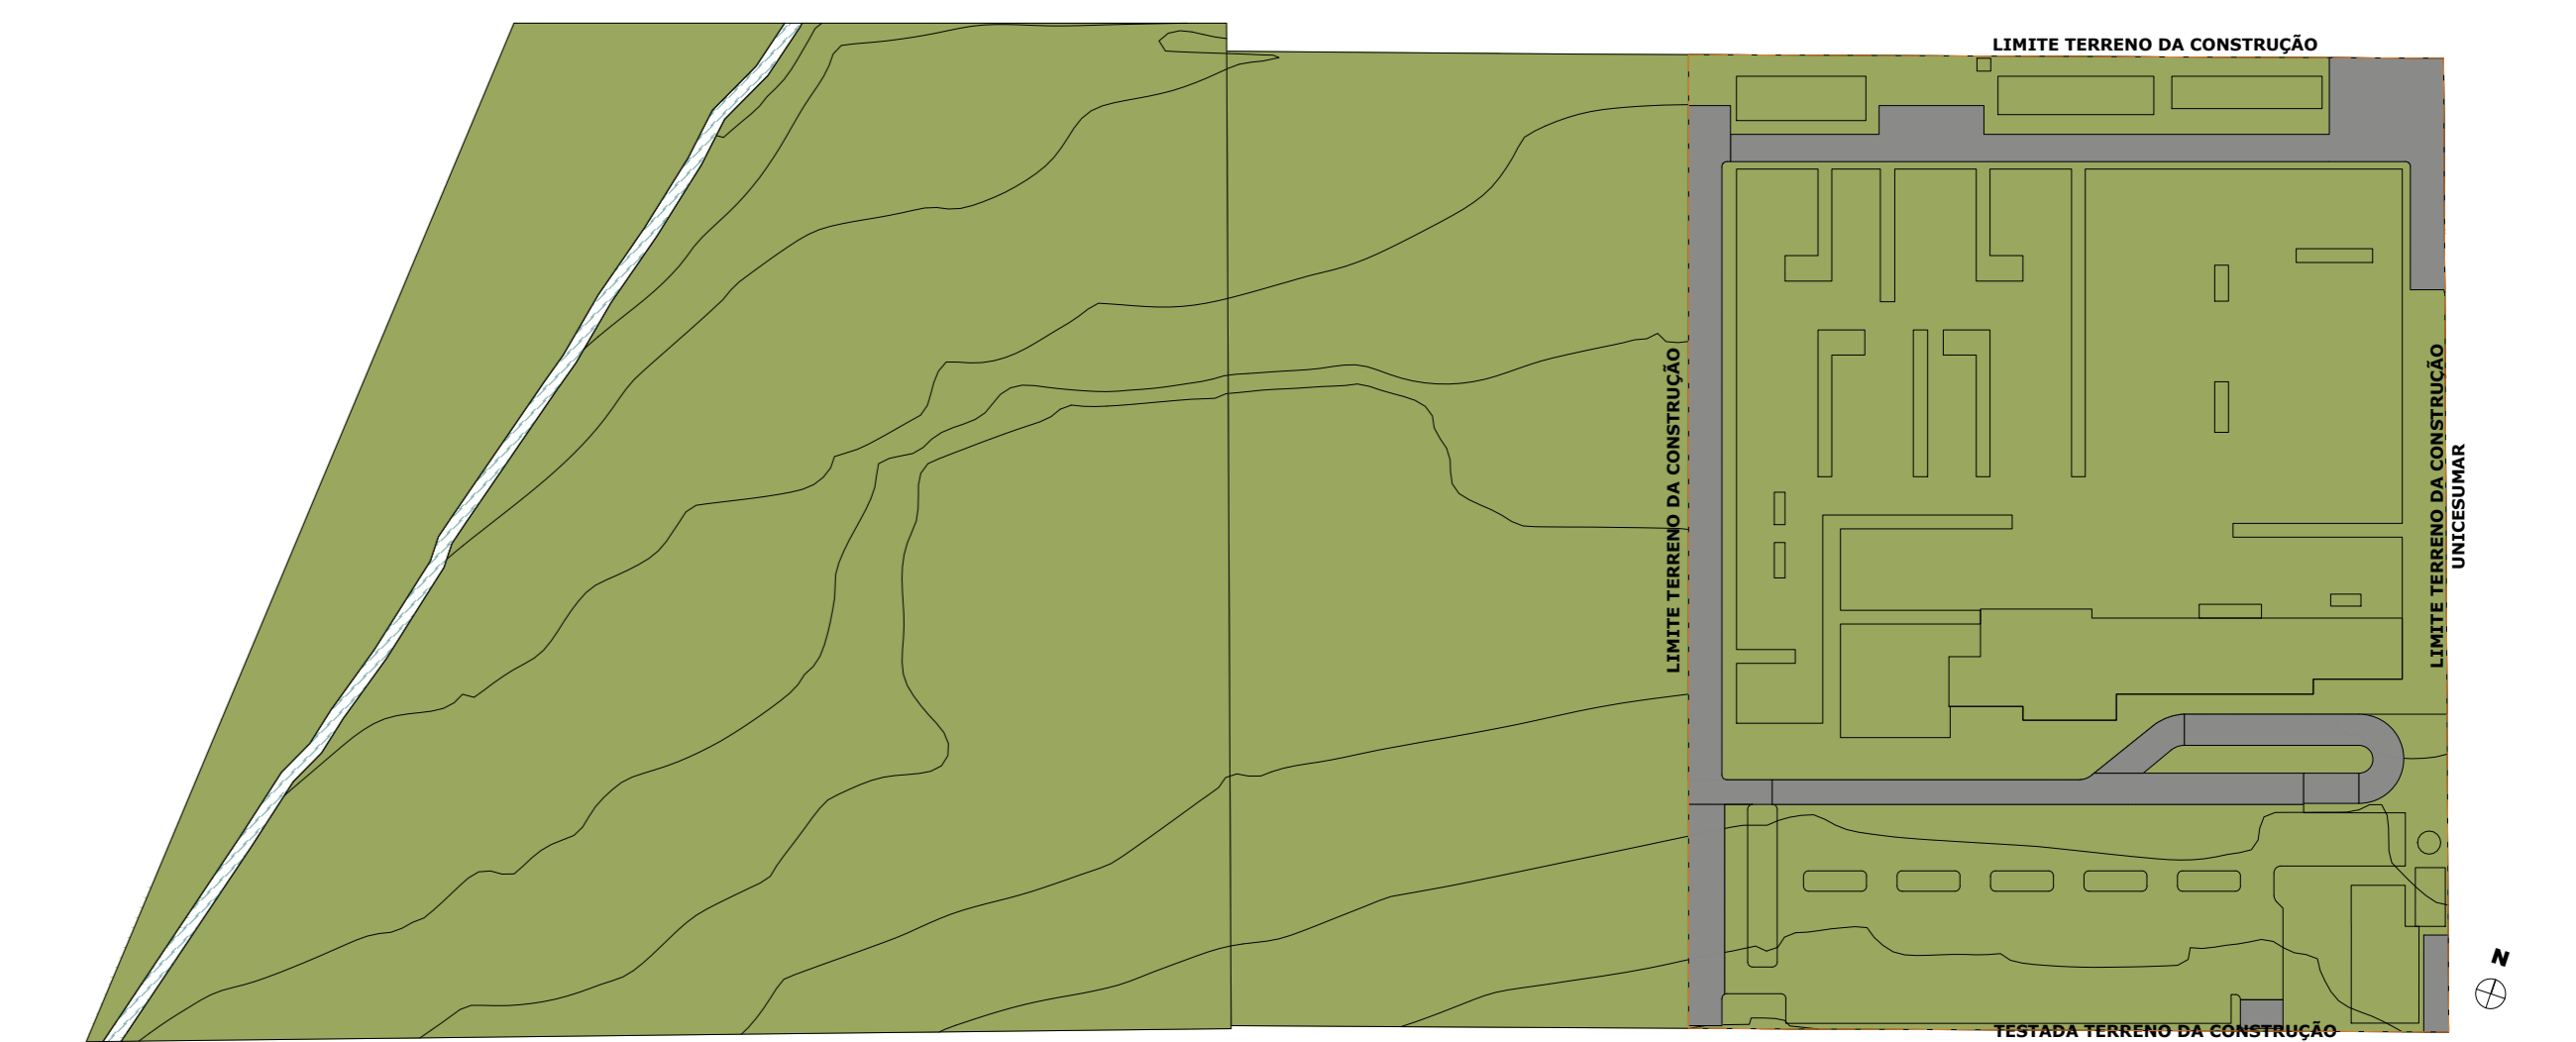 LIMITE TERRENO DA CONSTRUÇÃO
LIMITE TERRENO DA CONSTRUÇÃO
LIMITE TERRENO DA CONSTRUÇÃO
UNICESUMAR
N
TESTADA TERRENO DA CONSTRUÇÃO